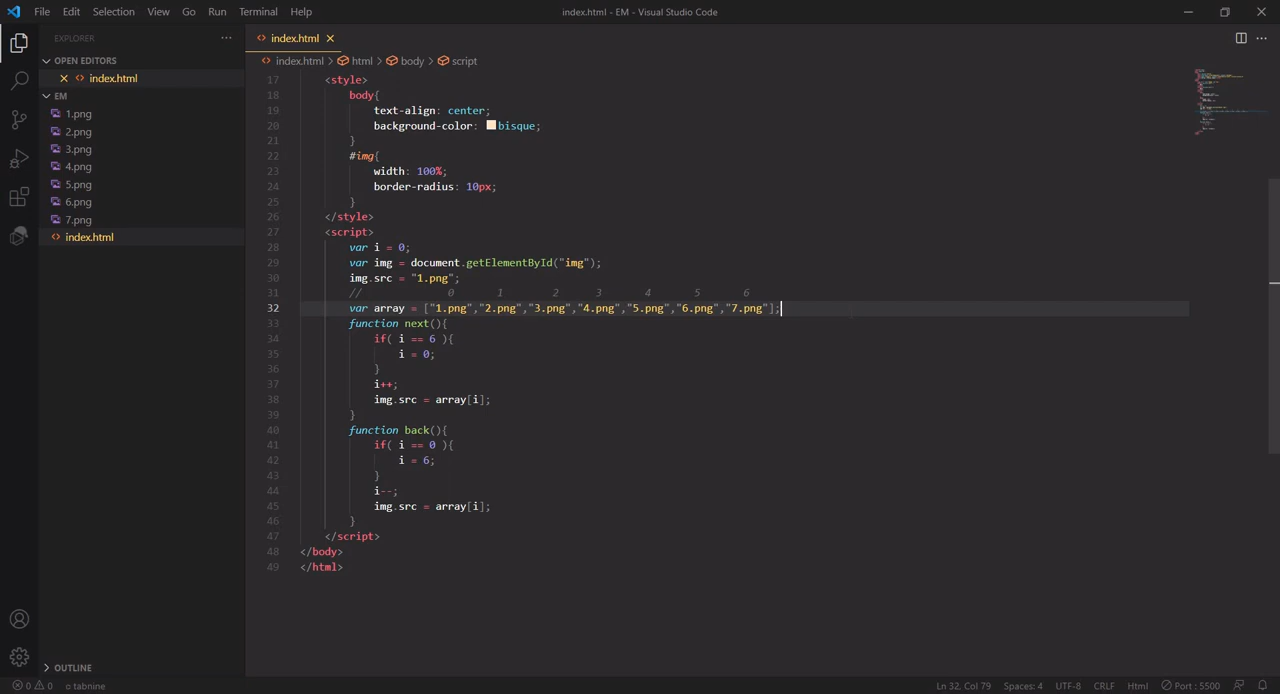 File Edit Selection View Go Run Terminal Help
index.html - EM - Visual Studio Code
EXPLORER
OPEN EDITORS
index.html
EM
1.png
2.png
3.png
4.png
5.png
6.png
7.png
index.html
OUTLINE
index.html
index.html > html > body > script
17 <style>
18 body{
19 text-align: center;
20 background-color: bisque;
21 }
22 #img{
23 width: 100%;
24 border-radius: 10px;
25 }
26 </style>
27 <script>
28 var i = 0;
29 var img = document.getElementById("img");
30 img.src = "1.png";
31 // 0 1 2 3 4 5 6
32 var array = ["1.png","2.png","3.png","4.png","5.png","6.png","7.png"];
33 function next(){
34 if( i == 6 ){
35 i = 0;
36 }
37 i++;
38 img.src = array[i];
39 }
40 function back(){
41 if( i == 0 ){
42 i = 6;
43 }
44 i--;
45 img.src = array[i];
46 }
47 </script>
48 </body>
49 </html>
0 0 tabnine
Ln 32, Col 79 Spaces: 4 UTF-8 CRLF Html Port : 5500